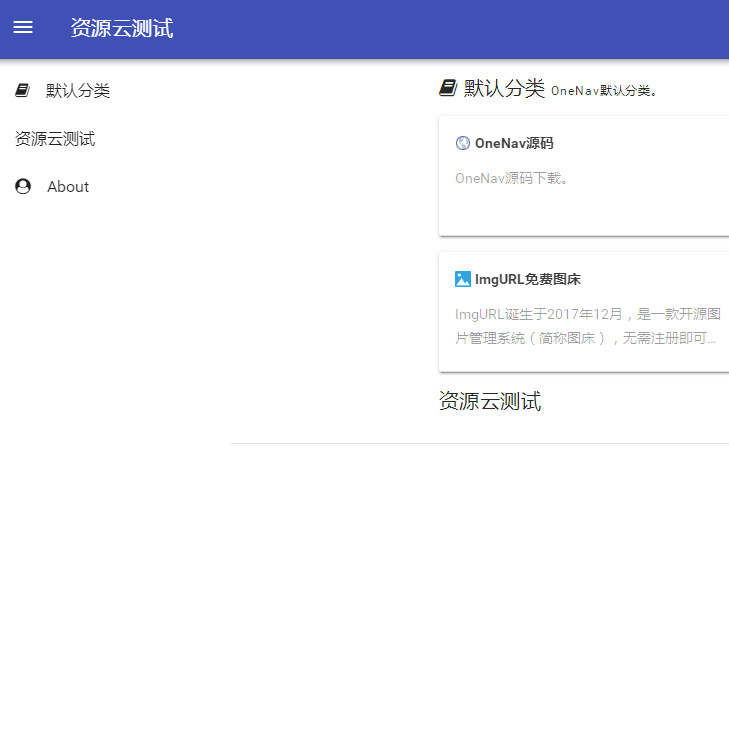 资源云测试
默认分类
资源云测试
About
默认分类 OneNav默认分类。
OneNav源码
OneNav源码下载。
ImgURL免费图床
ImgURL诞生于2017年12月，是一款开源图
片管理系统（简称图床），无需注册即可...
资源云测试